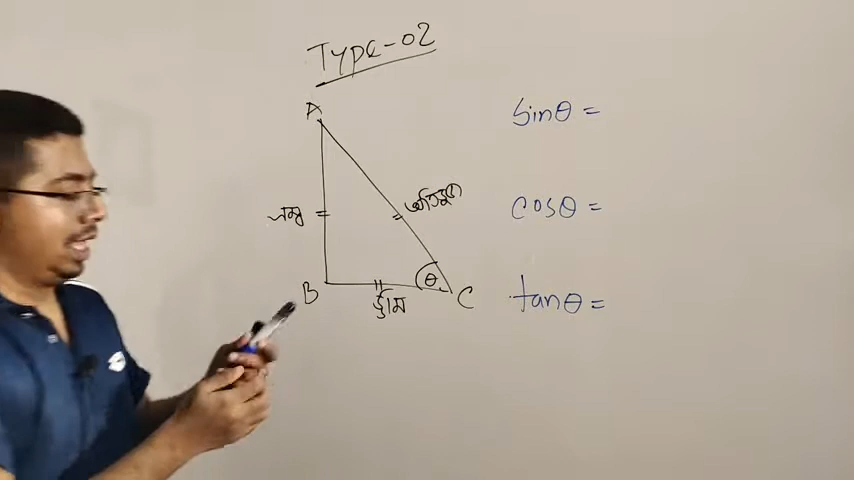 Type-02
A
sinθ =
লম্ব
অতিভুজ
cosθ =
B
θ
C
ভূমি
tanθ =